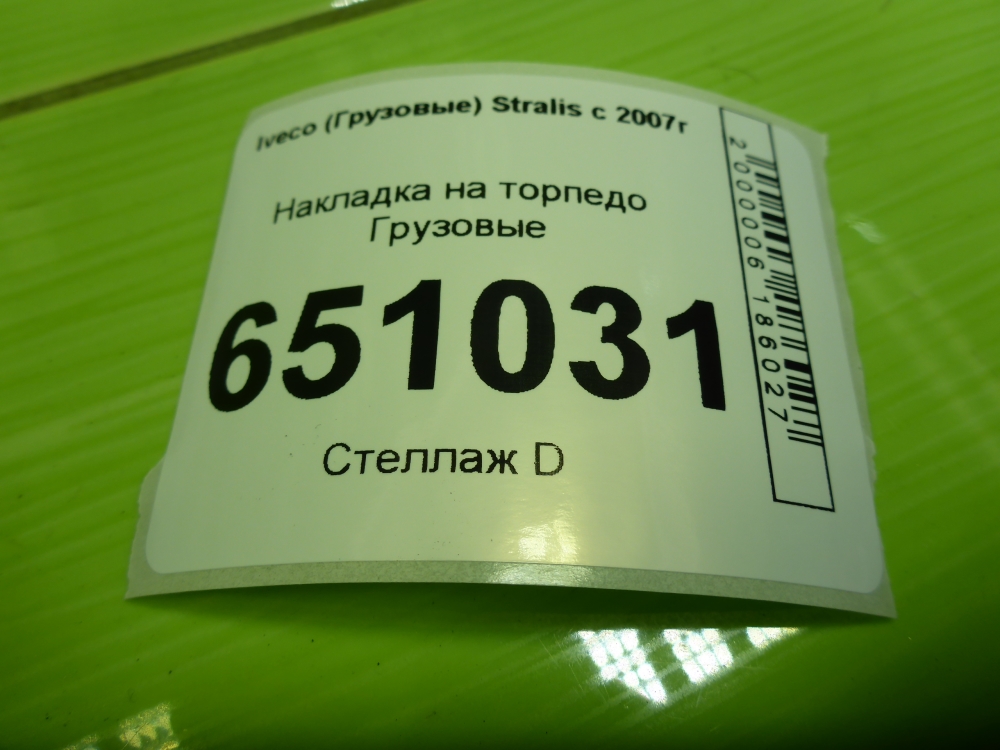 Iveco (Грузовые) Stralis с 2007г
Накладка на торпедо
Грузовые
651031
Стеллаж D
2000006186027